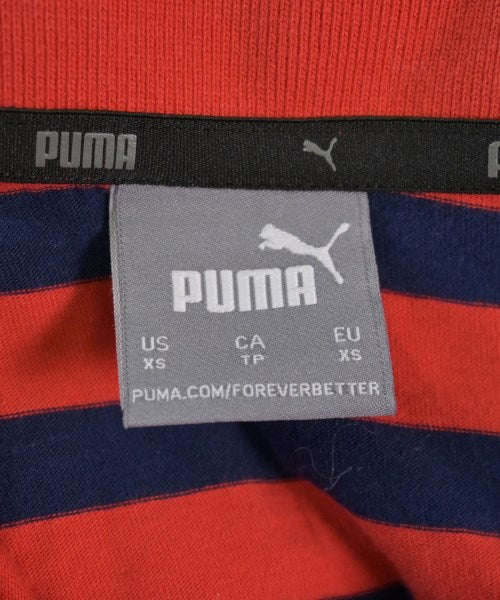 PUMA
PUMA
US CA EU
XS TP XS
PUMA.COM/FOREVERBETTER